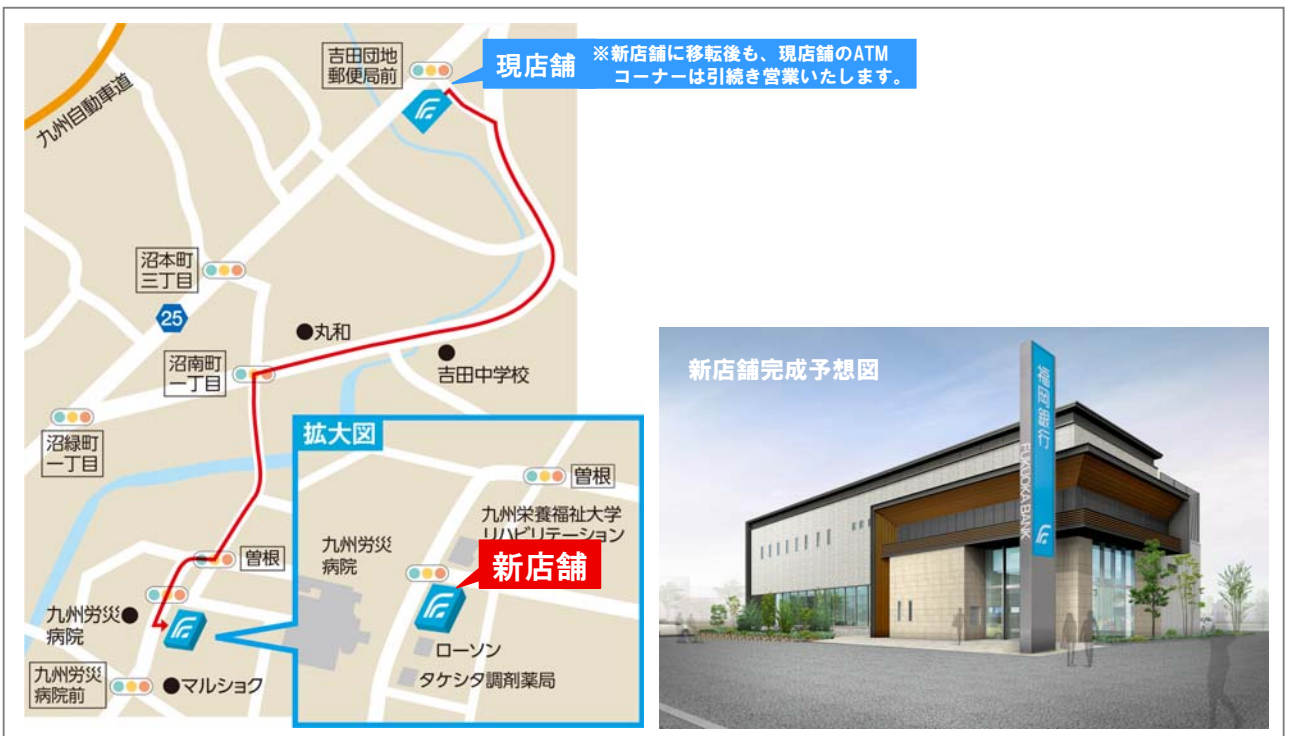 吉田団地
郵便局前
現店舗
※新店舗に移転後も、現店舗のATM
コーナーは引続き営業いたします。
九州自動車道
沼本町
三丁目
25
●丸和
沼南町
一丁目
吉田中学校
沼緑町
一丁目
曽根
九州労災●
病院
九州労災
病院前
●マルショク
拡大図
曽根
九州栄養福祉大学
リハビリテーション
九州労災
病院
新店舗
ローソン
タケシタ調剤薬局
新店舗完成予想図
福岡銀行
FUKUOKA BANK